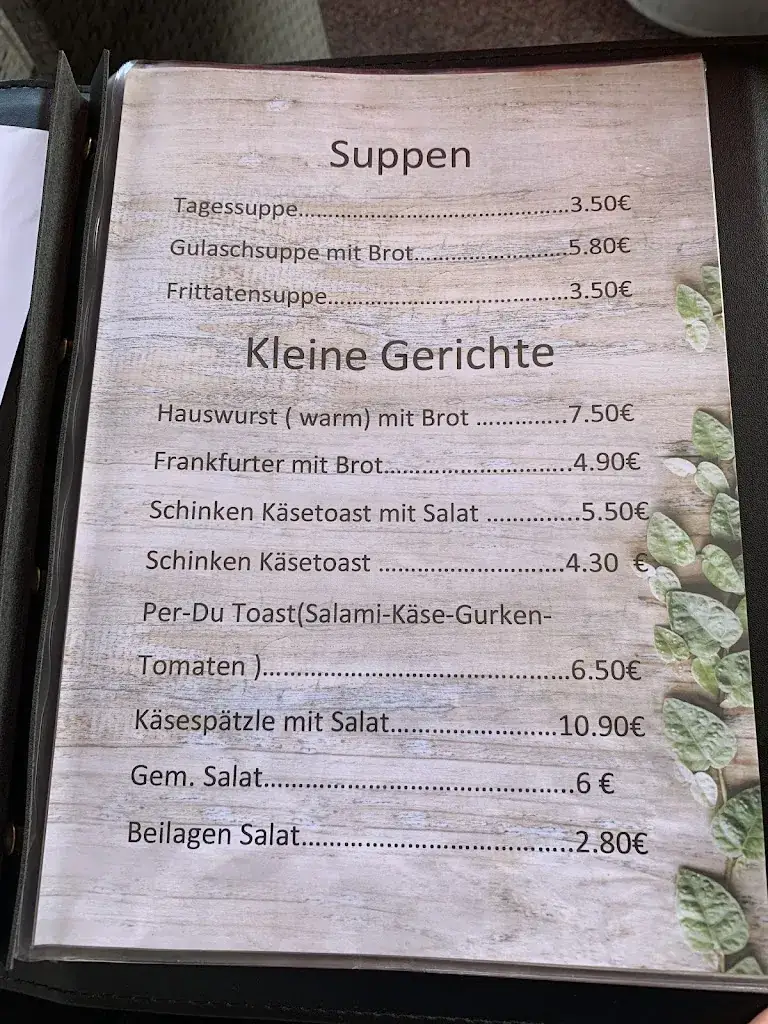 Suppen
Tagessuppe................................................3.50€
Gulaschsuppe mit Brot...........................5.80€
Frittatensuppe...........................................3.50€
Kleine Gerichte
Hauswurst ( warm) mit Brot ..............7.50€
Frankfurter mit Brot..............................4.90€
Schinken Käsetoast mit Salat ..............5.50€
Schinken Käsetoast .............................4.30 €
Per-Du Toast(Salami-Käse-Gurken-
Tomaten )................................................6.50€
Käsespätzle mit Salat.........................10.90€
Gem. Salat...............................................6 €
Beilagen Salat.........................................2.80€